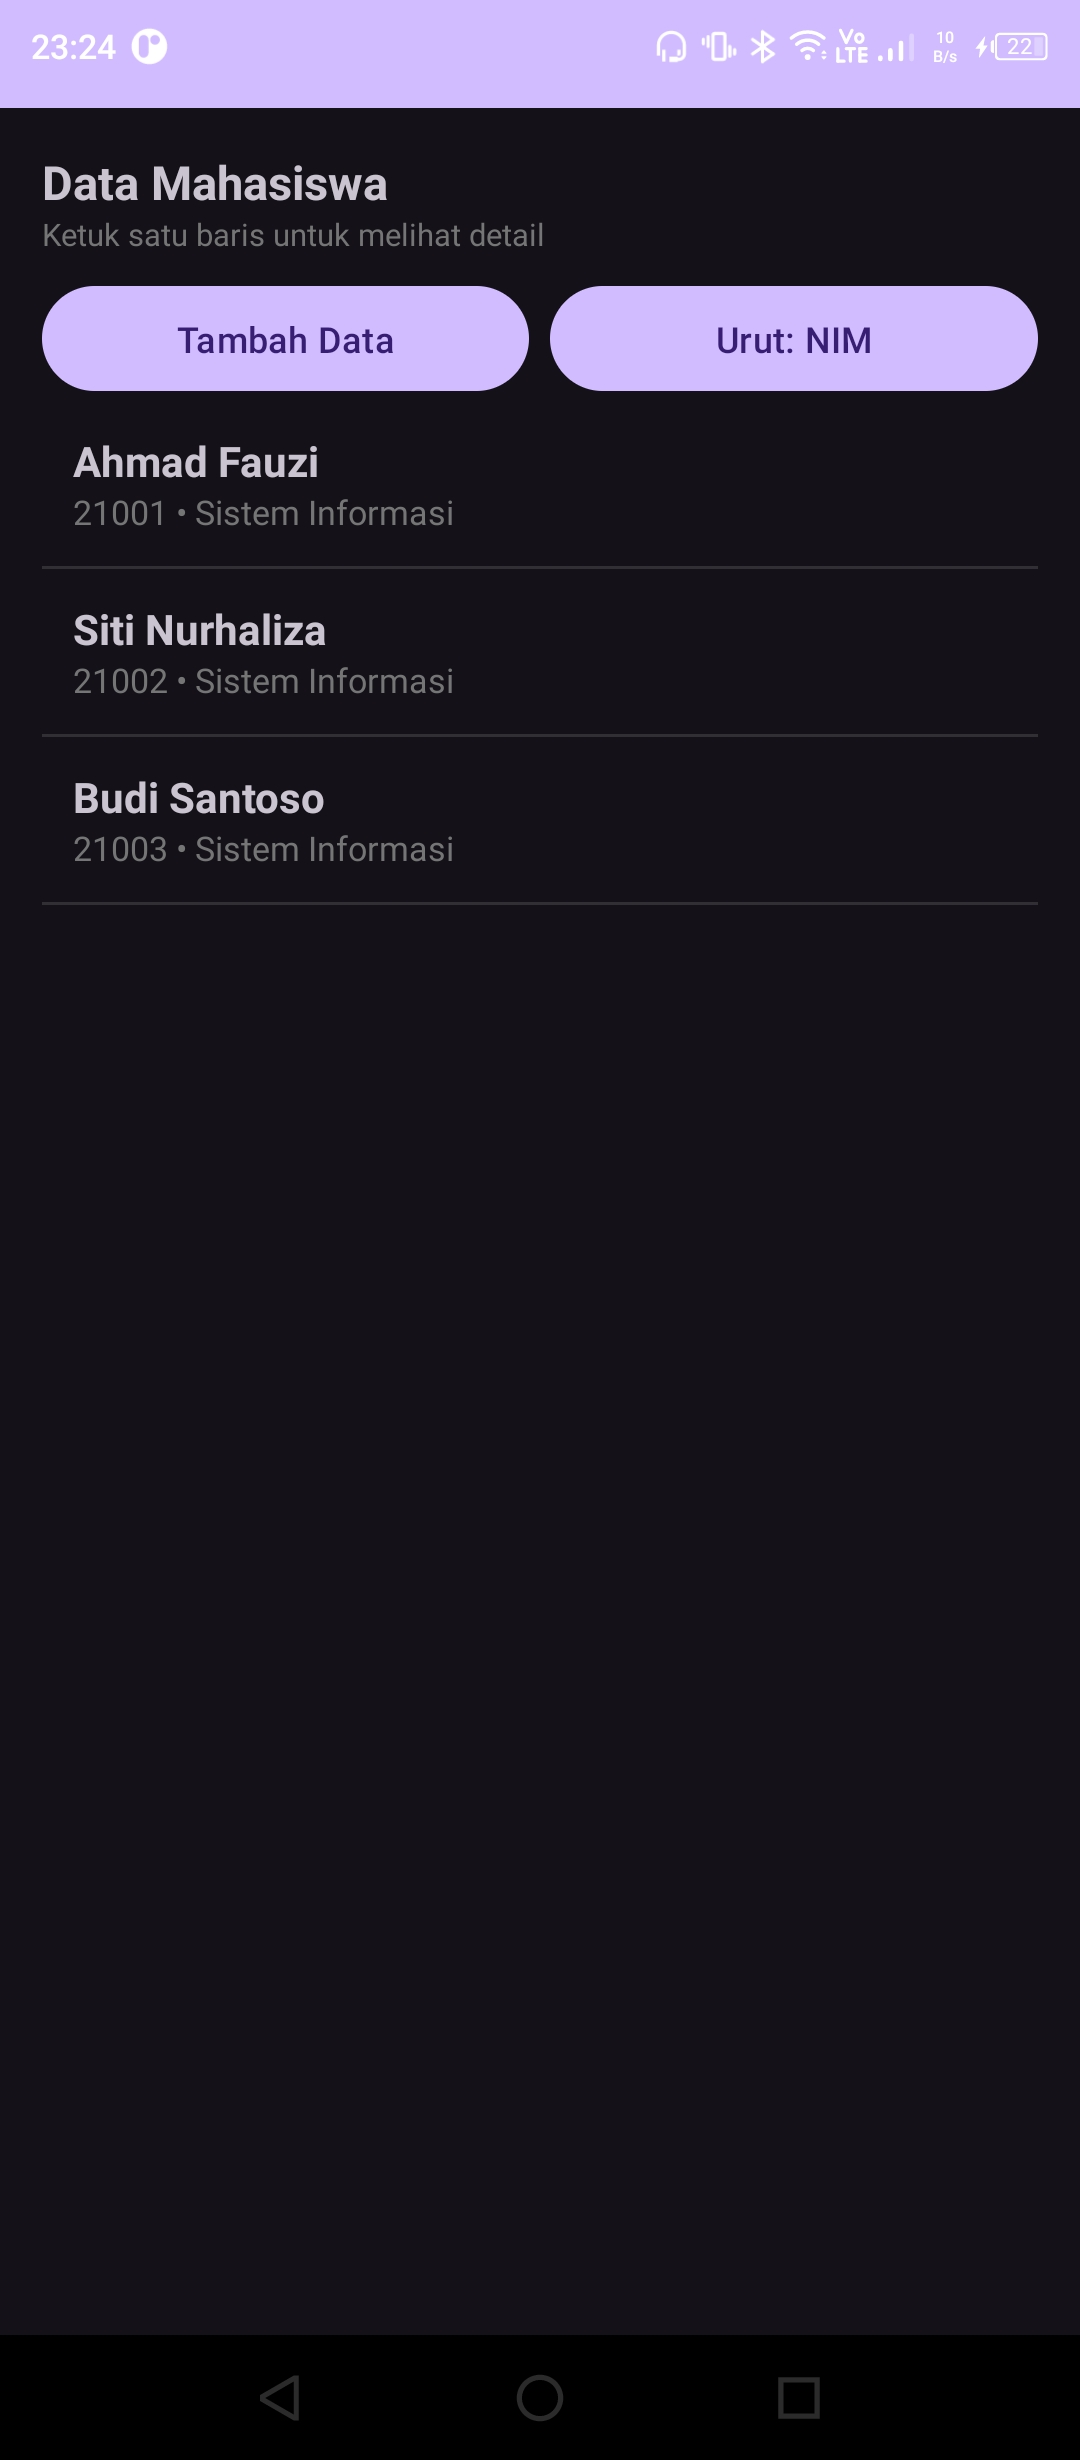 23:24
Vo
LTE
10
B/s
22
Data Mahasiswa
Ketuk satu baris untuk melihat detail
Tambah Data
Urut: NIM
Ahmad Fauzi
21001 • Sistem Informasi
Siti Nurhaliza
21002 • Sistem Informasi
Budi Santoso
21003 • Sistem Informasi